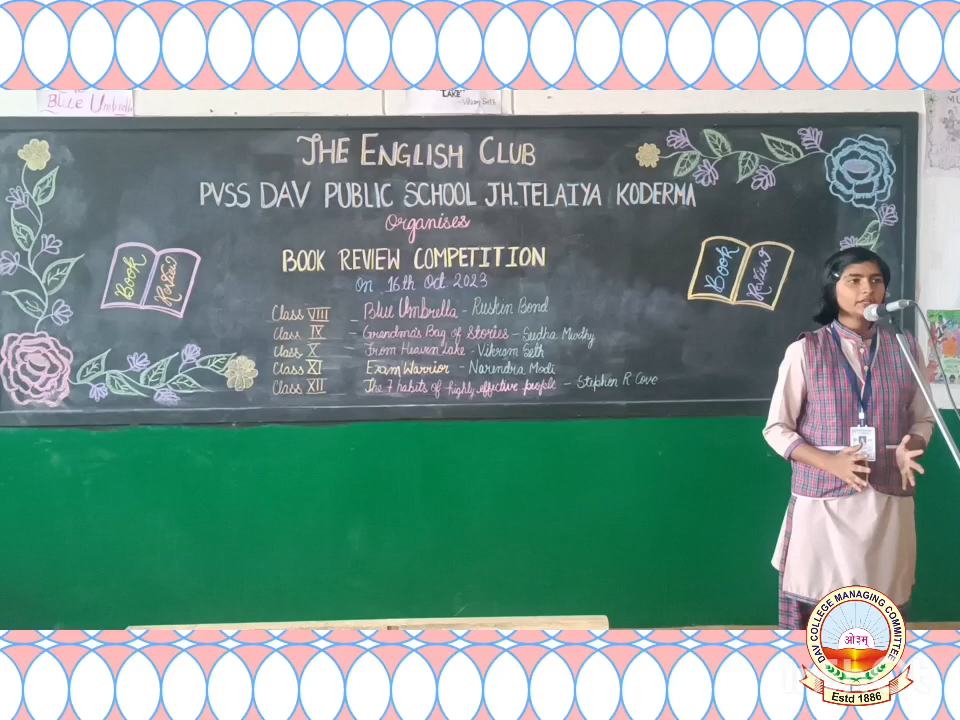 BLUE Umbrella
LAKE
- Vikram Seth
THE ENGLISH CLUB
PVSS DAV PUBLIC SCHOOL JH.TELAIYA KODERMA
Organises
BOOK REVIEW COMPETITION
On 16th Oct 2023
Class VIII - Blue Umbrella - Ruskin Bond
Class IX - Grandma's Bag of Stories - Sudha Murthy
Class X - From Heaven Lake - Vikram Seth
Class XI Exam Warrior - Narendra Modi
Class XII - The 7 habits of highly effective people - Stephen R Cove
Book Review
Book Review
DAV COLLEGE MANAGING COMMITTEE
ओ३म्
Estd 1886